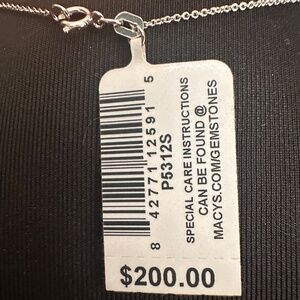 8 42771 12591 5
P5312S
SPECIAL CARE INSTRUCTIONS
CAN BE FOUND @
MACYS.COM/GEMSTONES
$200.00